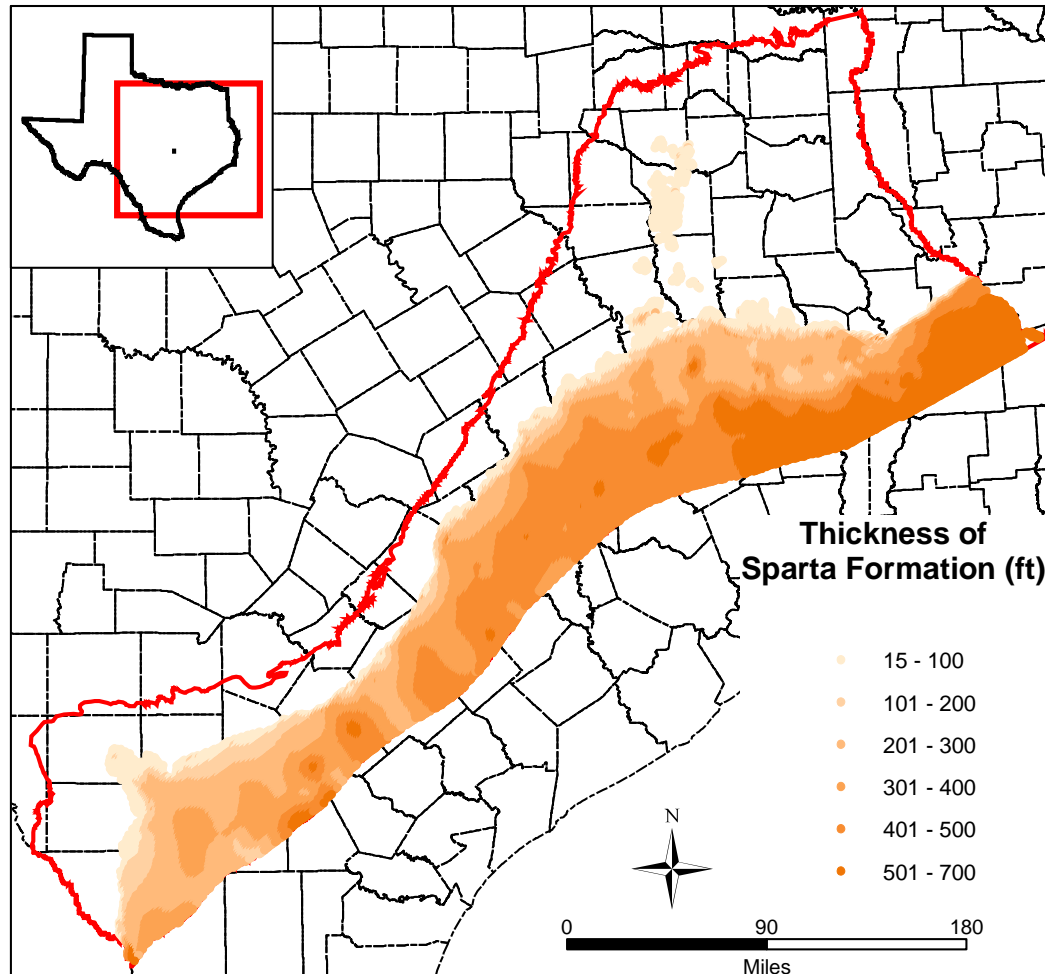 Thickness of
Sparta Formation (ft)
15 - 100
101 - 200
201 - 300
301 - 400
401 - 500
501 - 700
N
0 90 180
Miles